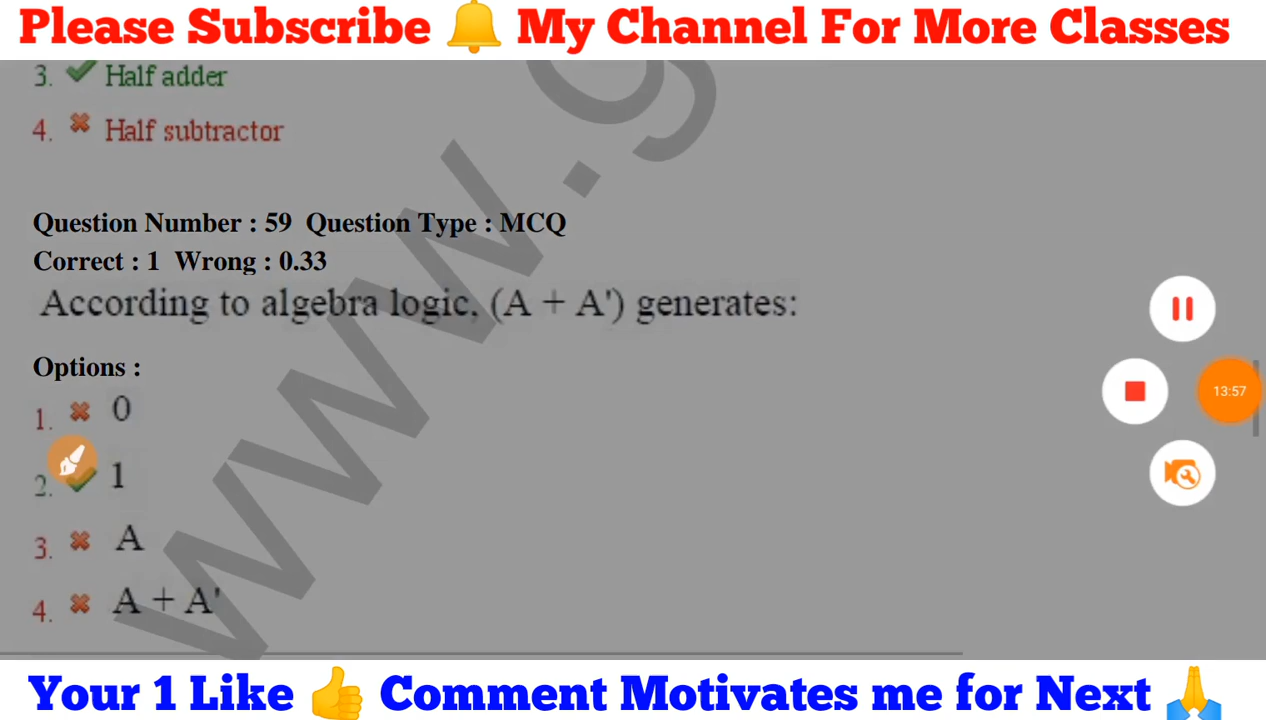 Please Subscribe 🔔 My Channel For More Classes
3. ✔ Half adder
4. ✖ Half subtractor
Question Number : 59 Question Type : MCQ
Correct : 1 Wrong : 0.33
According to algebra logic, (A + A') generates:
Options :
1. ✖ 0
2. ✔ 1
3. ✖ A
4. ✖ A + A'
www.g
13:57
Your 1 Like 👍 Comment Motivates me for Next 🙏